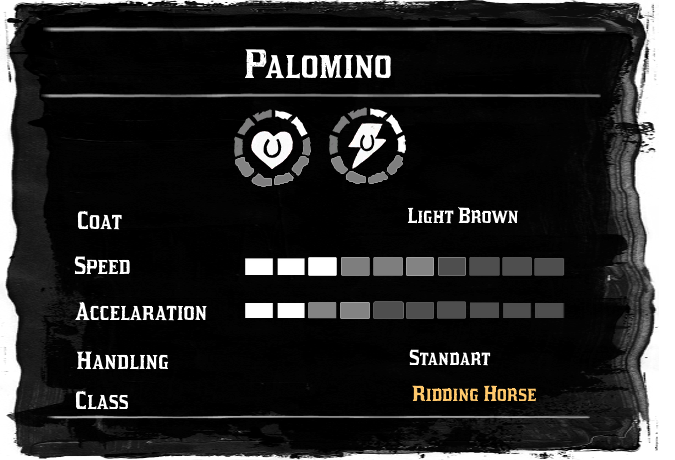 Palomino
Coat Light Brown
Speed
Accelaration
Handling Standart
Class Ridding Horse